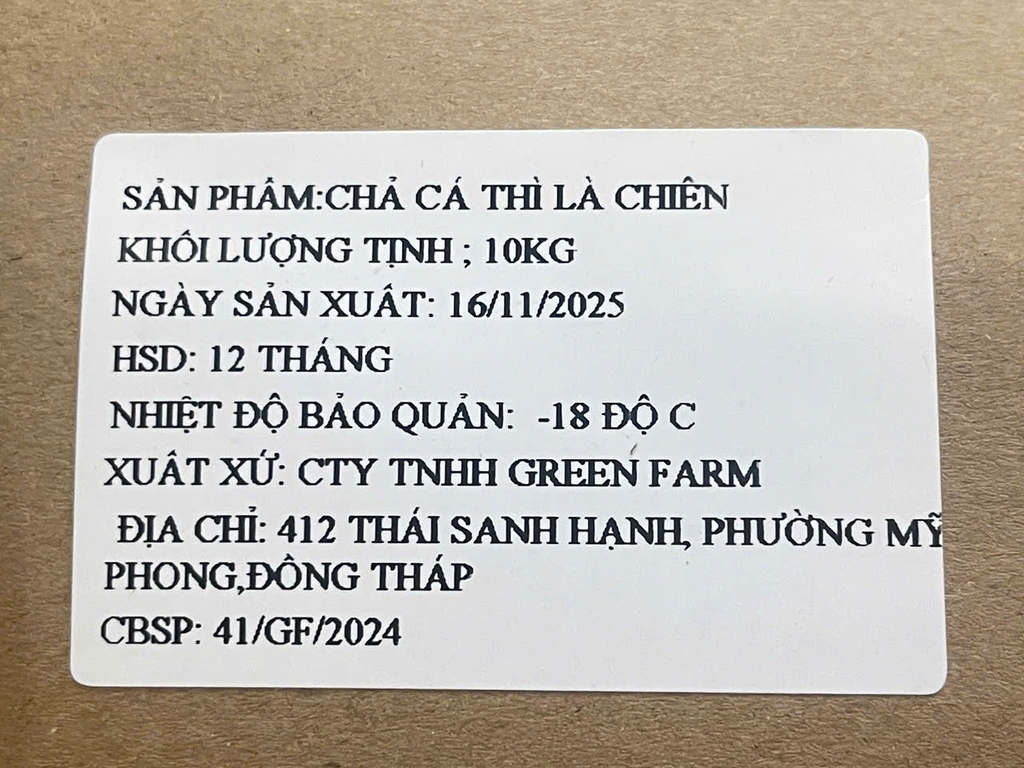 SẢN PHẨM:CHẢ CÁ THÌ LÀ CHIÊN
KHỐI LƯỢNG TỊNH ; 10KG
NGÀY SẢN XUẤT: 16/11/2025
HSD: 12 THÁNG
NHIỆT ĐỘ BẢO QUẢN: -18 ĐỘ C
XUẤT XỨ: CTY TNHH GREEN FARM
ĐỊA CHỈ: 412 THÁI SANH HẠNH, PHƯỜNG MỸ
PHONG,ĐỒNG THÁP
CBSP: 41/GF/2024